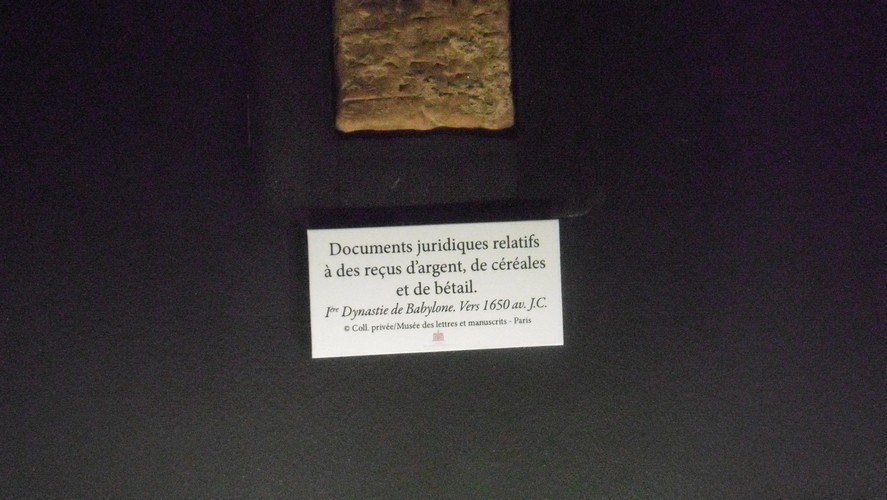 Documents juridiques relatifs
à des reçus d'argent, de céréales
et de bétail.
Ière Dynastie de Babylone. Vers 1650 av. J.C.
© Coll. privée/Musée des lettres et manuscrits - Paris